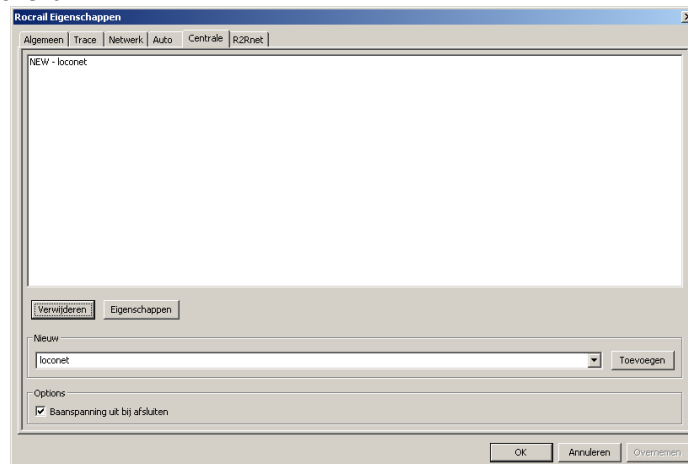 Rocrail Eigenschappen
Algemeen Trace Netwerk Auto Centrale R2Rnet
NEW - loconet
Verwijderen Eigenschappen
Nieuw
loconet Toevoegen
Options
Baanspanning uit bij afsluiten
OK Annuleren Overnemen